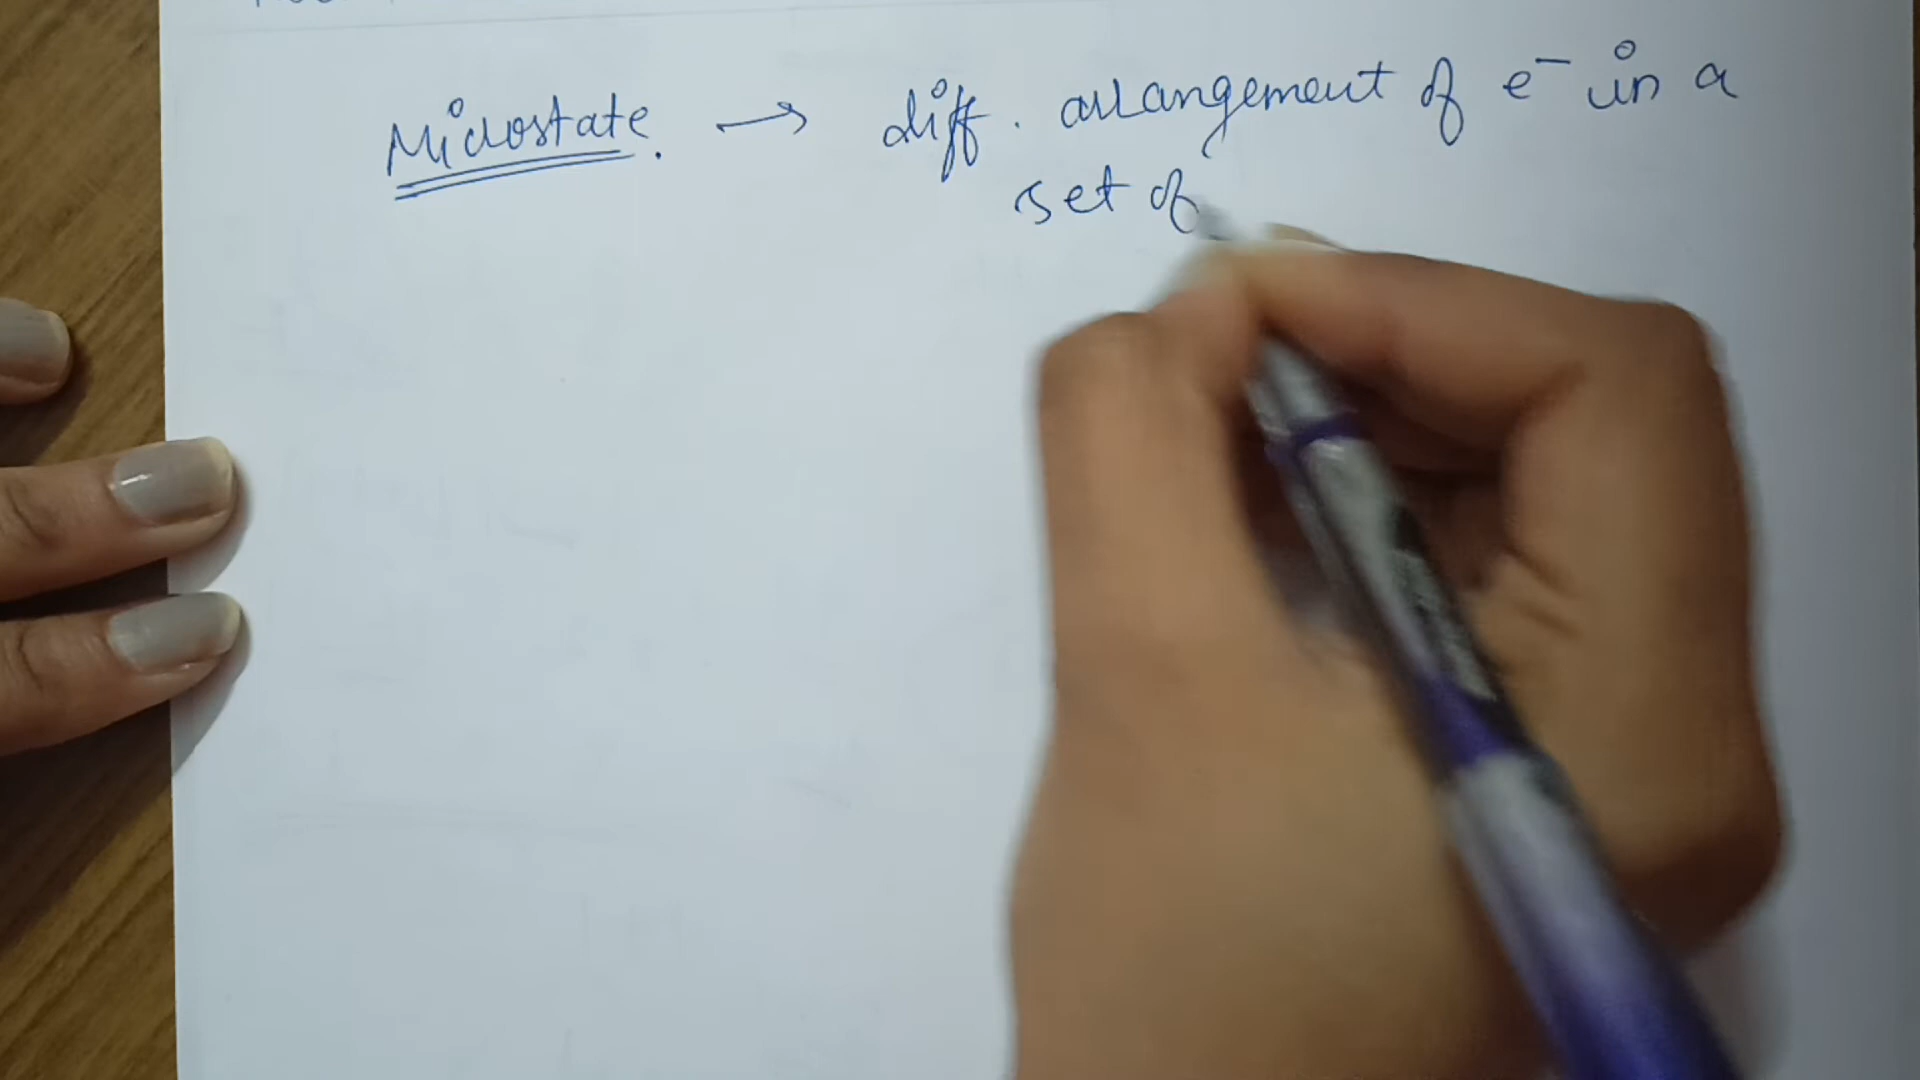 Microstate. → diff. arrangement of e⁻ in a
set of